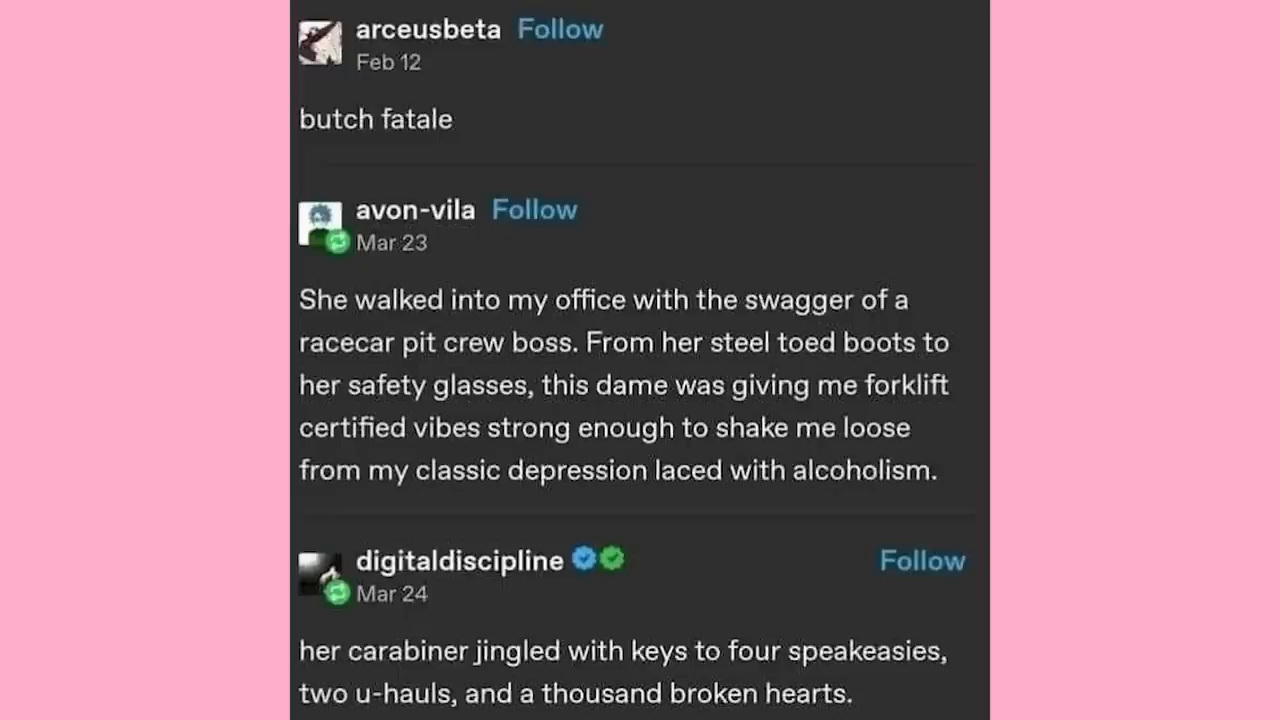 arceusbeta Follow
Feb 12
butch fatale
avon-vila Follow
Mar 23
She walked into my office with the swagger of a
racecar pit crew boss. From her steel toed boots to
her safety glasses, this dame was giving me forklift
certified vibes strong enough to shake me loose
from my classic depression laced with alcoholism.
digitaldiscipline Follow
Mar 24
her carabiner jingled with keys to four speakeasies,
two u-hauls, and a thousand broken hearts.